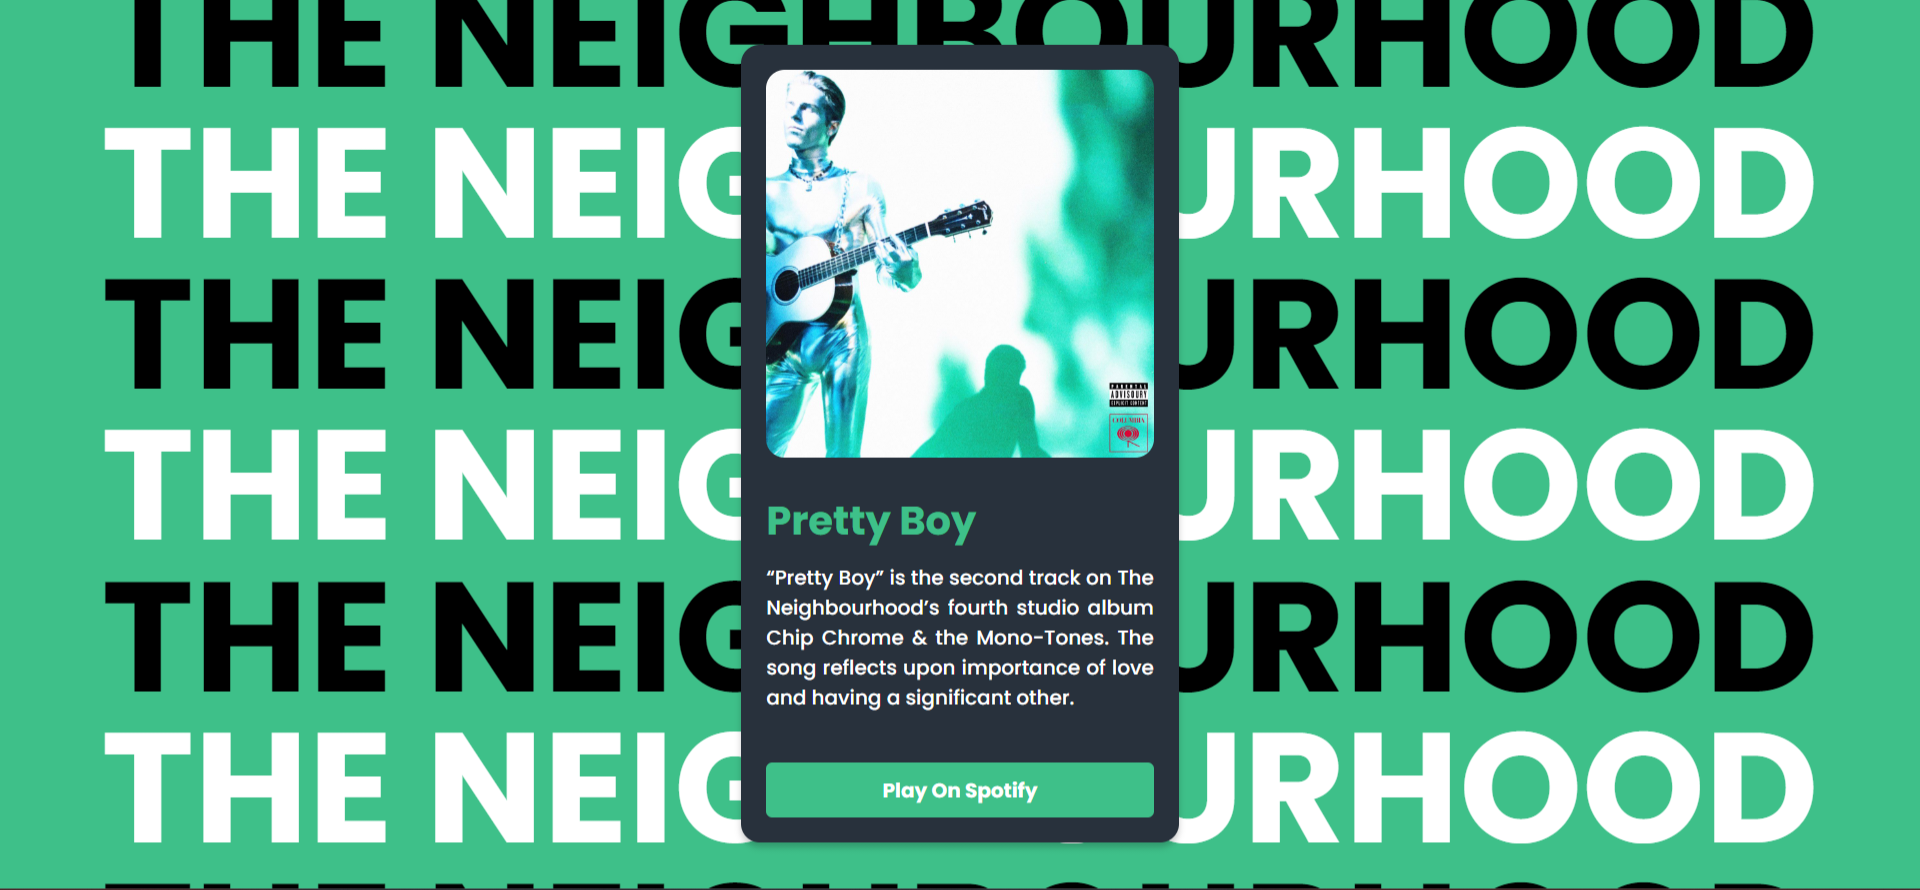 THE NEIGHBOURHOOD
THE NEIG URHOOD
PARENTAL
ADVISORY
EXPLICIT CONTENT
THE NEIG URHOOD
COLUMBIA
THE NEIG URHOOD
Pretty Boy
“Pretty Boy” is the second track on The
Neighbourhood’s fourth studio album
Chip Chrome & the Mono-Tones. The
song reflects upon importance of love
and having a significant other.
THE NEIG URHOOD
THE NEIG URHOOD
Play On Spotify
THE NEIGHBOURHOOD